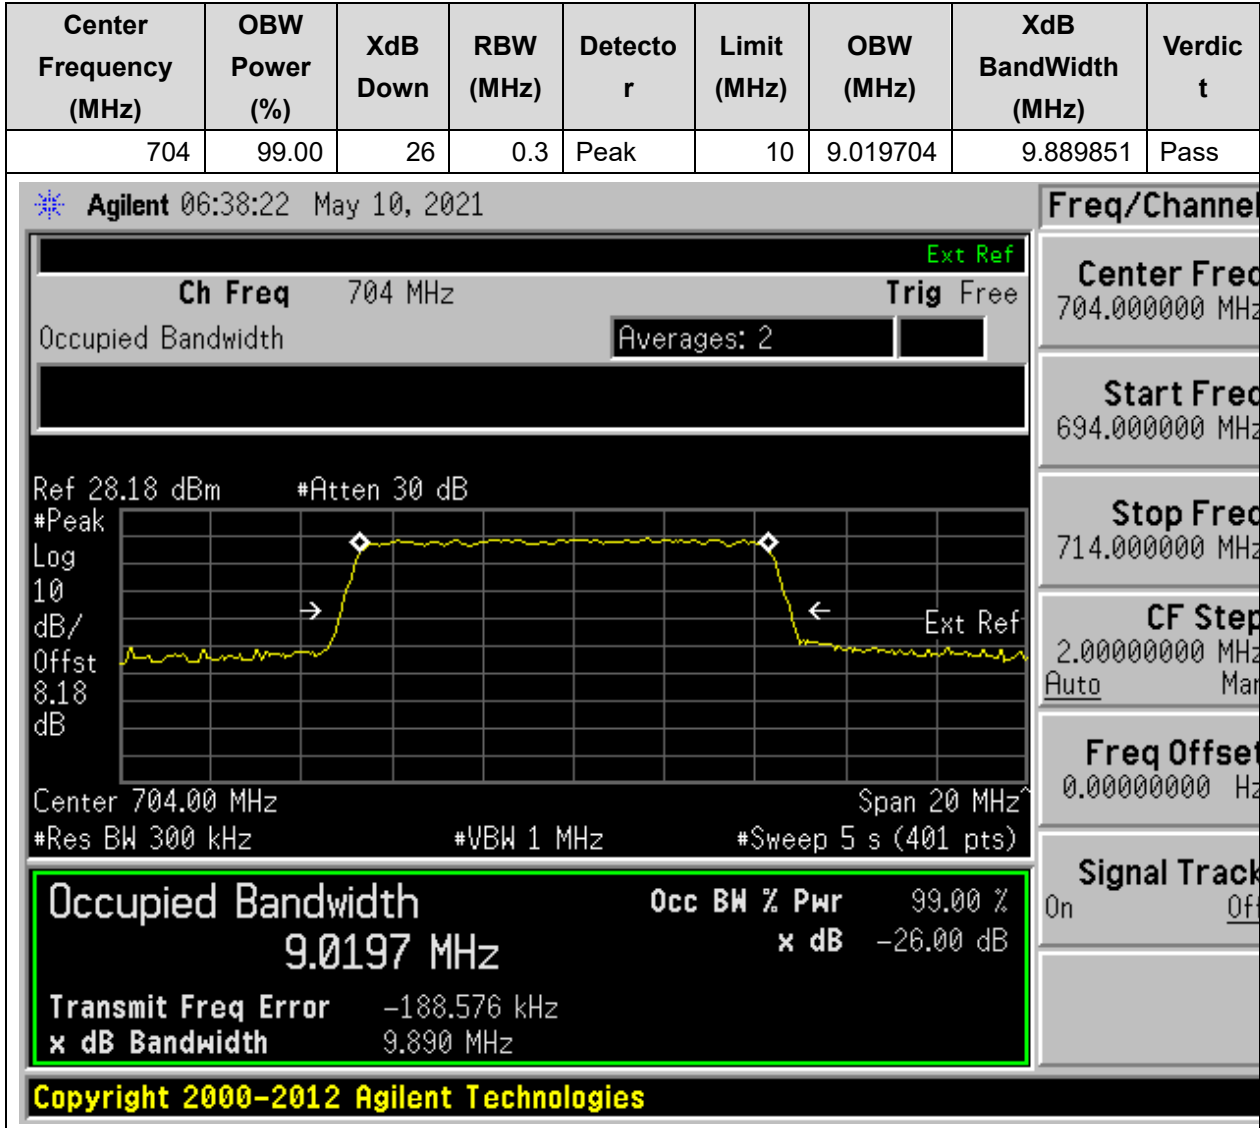 Center Frequency (MHz) OBW Power (%) XdB Down RBW (MHz) Detecto r Limit (MHz) OBW (MHz) XdB BandWidth (MHz) Verdic t
704 99.00 26 0.3 Peak 10 9.019704 9.889851 Pass
Agilent 06:38:22 May 10, 2021 Freq/Channel
Ext Ref
Ch Freq 704 MHz Trig Free
Occupied Bandwidth Averages: 2
Center Freq
704.000000 MHz
Start Freq
694.000000 MHz
Stop Freq
714.000000 MHz
CF Step
2.00000000 MHz
Auto Man
Freq Offset
0.00000000 Hz
Signal Track
On Off
Ref 28.18 dBm #Atten 30 dB
#Peak
Log
10
dB/
Offst
8.18
dB
Ext Ref
Center 704.00 MHz Span 20 MHz^
#Res BW 300 kHz #VBW 1 MHz #Sweep 5 s (401 pts)
Occupied Bandwidth Occ BW % Pwr 99.00 %
9.0197 MHz x dB -26.00 dB
Transmit Freq Error -188.576 kHz
x dB Bandwidth 9.890 MHz
Copyright 2000-2012 Agilent Technologies